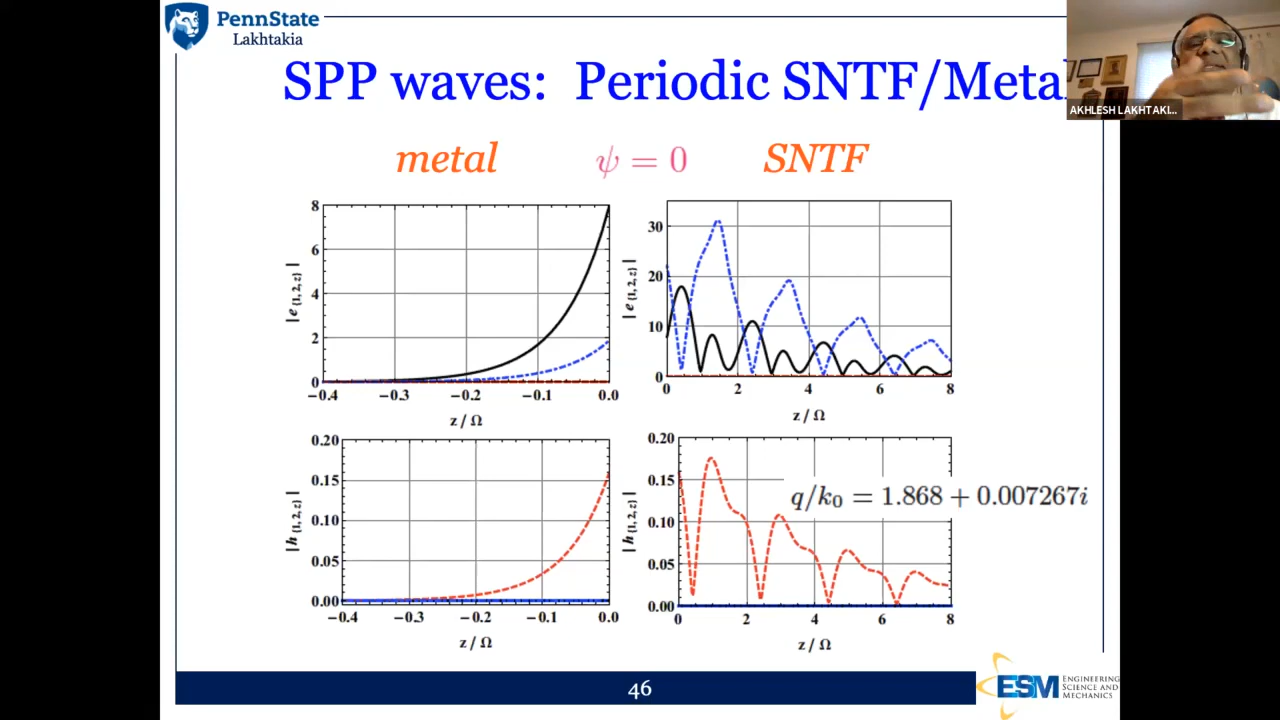 PennState
Lakhtakia
SPP waves: Periodic SNTF/Metal
AKHLESH LAKHTAKI...
metal ψ = 0 SNTF
|e{1,2,z}|
8
6
4
2
0
−0.4 −0.3 −0.2 −0.1 0.0
z / Ω
|e{1,2,z}|
30
20
10
0
0 2 4 6 8
z / Ω
|h{1,2,z}|
0.20
0.15
0.10
0.05
0.00
−0.4 −0.3 −0.2 −0.1 0.0
z / Ω
|h{1,2,z}|
0.20
0.15
0.10
0.05
0.00
q/k₀ = 1.868 + 0.007267i
0 2 4 6 8
z / Ω
46
ESM
ENGINEERING
SCIENCE AND
MECHANICS